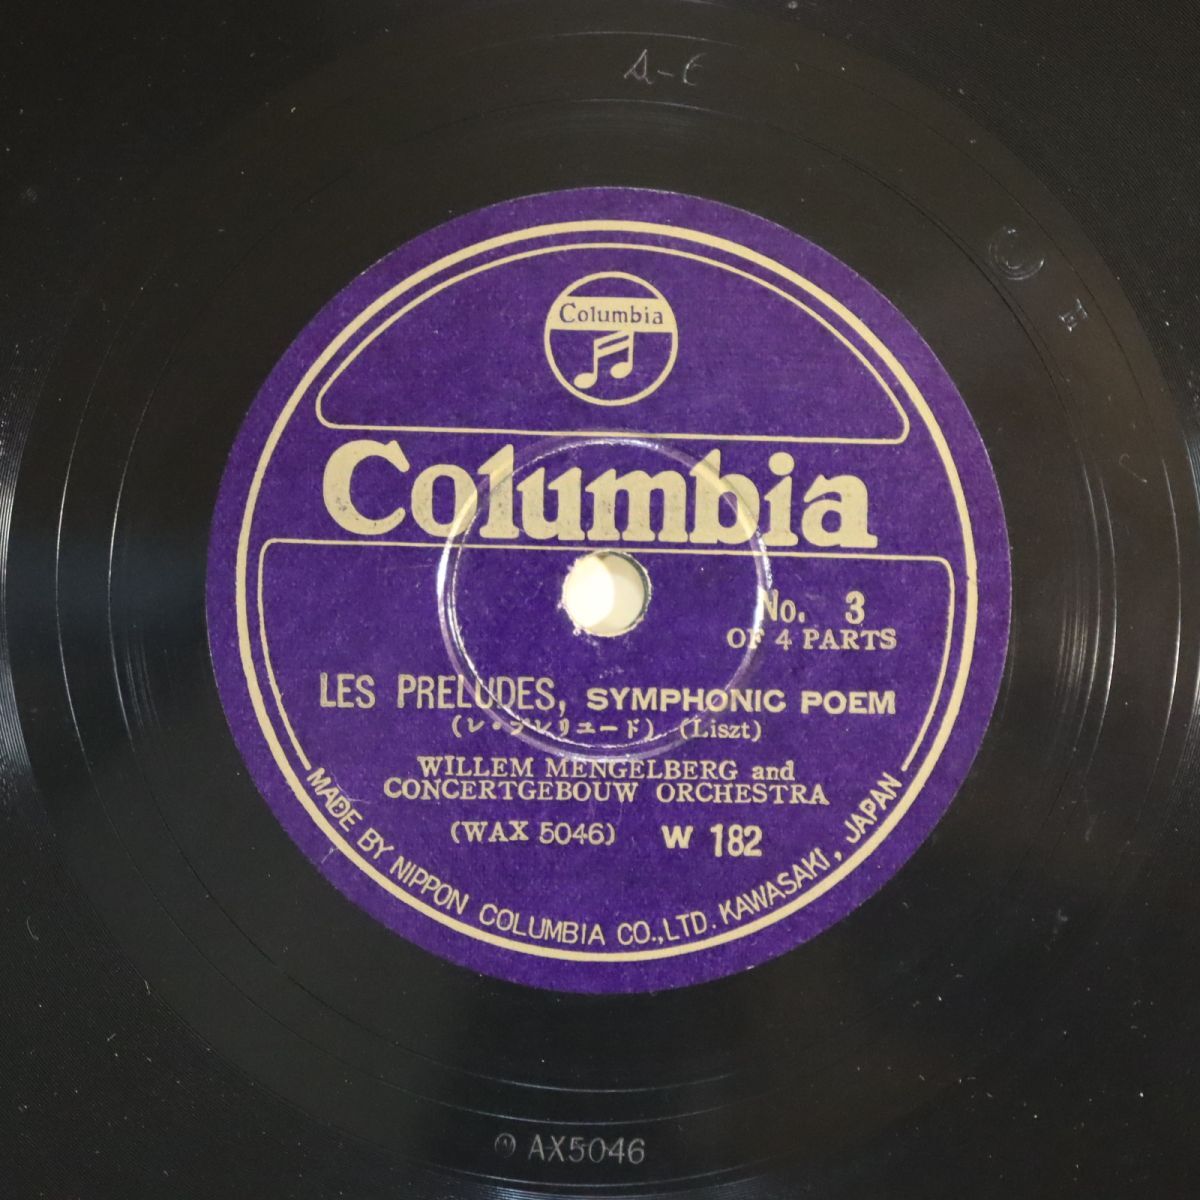 A-E
Columbia
Columbia
No. 3
OF 4 PARTS
LES PRELUDES, SYMPHONIC POEM
(レ・プレリュード) (Liszt)
WILLEM MENGELBERG and
CONCERTGEBOUW ORCHESTRA
(WAX 5046) W 182
MADE BY NIPPON COLUMBIA CO., LTD. KAWASAKI, JAPAN
AX5046